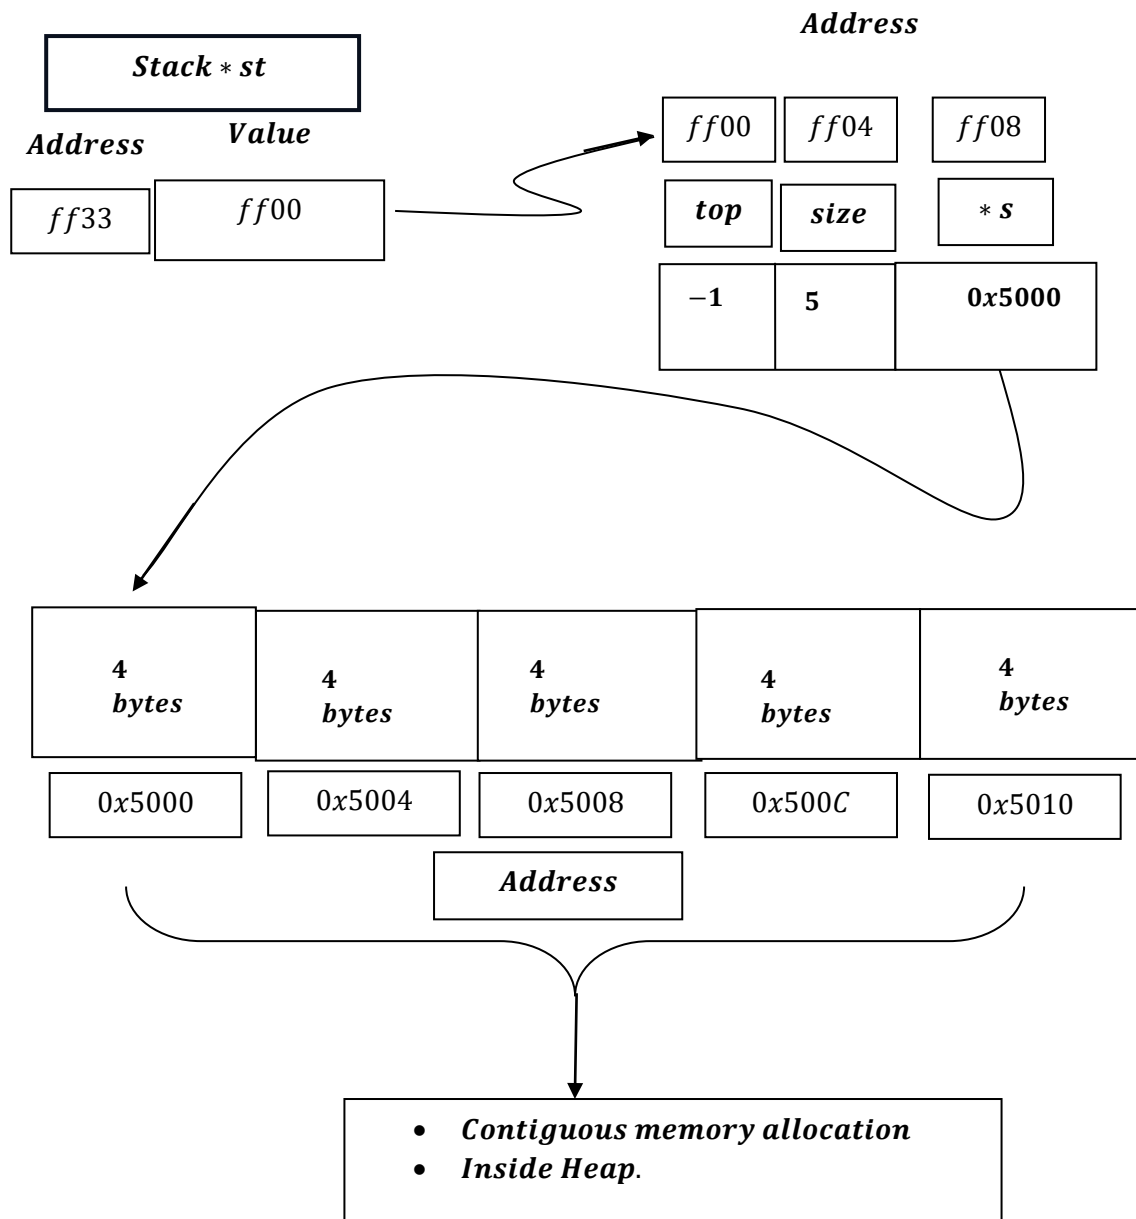 Address
Stack * st
Address Value
ff33 ff00
ff00 ff04 ff08
top size * s
−1 5 0x5000
4 4 4 4 4
bytes bytes bytes bytes bytes
0x5000 0x5004 0x5008 0x500C 0x5010
Address
• Contiguous memory allocation
• Inside Heap.